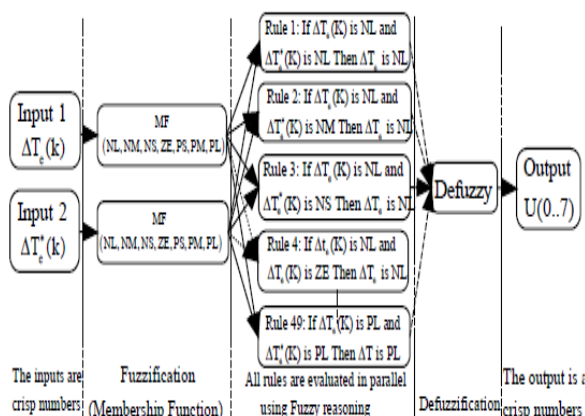 Input 1
ΔTe(k)
Input 2
ΔTe*(k)
MF
(NL, NM, NS, ZE, PS, PM, PL)
MF
(NL, NM, NS, ZE, PS, PM, PL)
Rule 1: If ΔTe(K) is NL and
ΔTe*(K) is NL Then ΔTe is NL
Rule 2: If ΔTe(K) is NL and
ΔTe*(K) is NM Then ΔTe is NL
Rule 3: If ΔTe(K) is NL and
ΔTe*(K) is NS Then ΔTe is NL
Rule 4: If Δte(K) is NL and
ΔTe(K) is ZE Then ΔTe is NL
Rule 49: If ΔTe(K) is PL and
ΔTe*(K) is PL Then ΔT is PL
Defuzzy
Output
U(0..7)
The inputs are
crisp numbers
Fuzzification
(Membership Function)
All rules are evaluated in parallel
using Fuzzy reasoning
Defuzzification
The output is a
crisp numbers